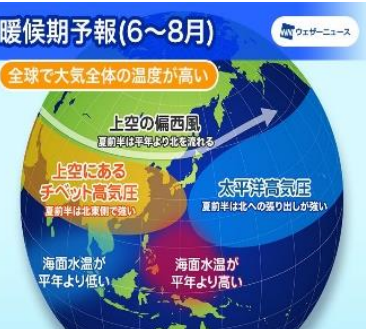 暖候期予報(6～8月)
ウェザーニュース
全球で大気全体の温度が高い
上空の偏西風
夏前半は平年より北を流れる
上空にある
チベット高気圧
夏前半は北東側で強い
太平洋高気圧
夏前半は北への張り出しが強い
海面水温が
平年より低い
海面水温が
平年より高い